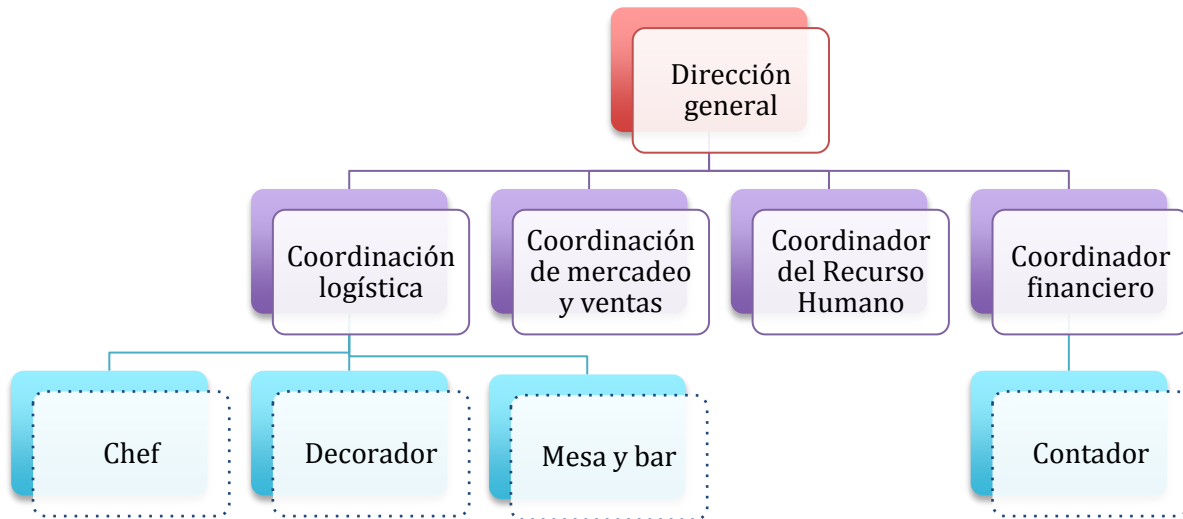 Dirección
general
Coordinación
logística
Coordinación
de mercadeo
y ventas
Coordinador
del Recurso
Humano
Coordinador
financiero
Chef
Decorador
Mesa y bar
Contador